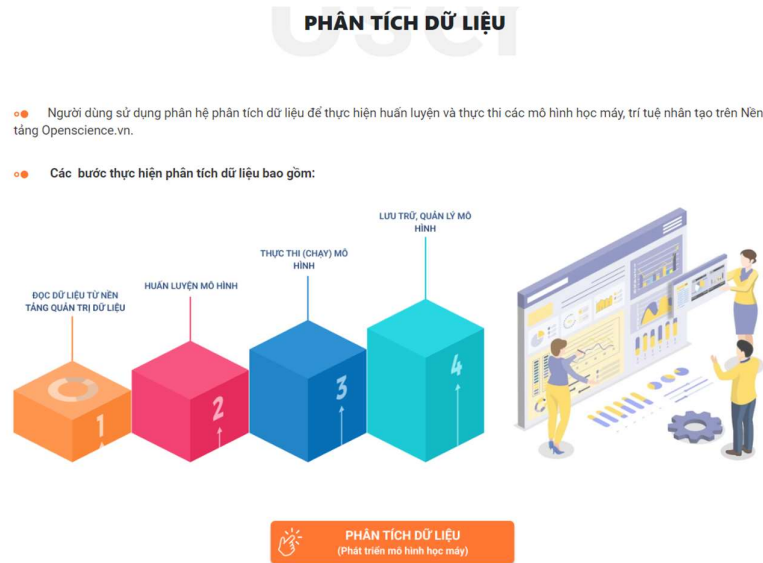 PHÂN TÍCH DỮ LIỆU
Người dùng sử dụng phân hệ phân tích dữ liệu để thực hiện huấn luyện và thực thi các mô hình học máy, trí tuệ nhân tạo trên Nền
tảng Openscience.vn.
Các bước thực hiện phân tích dữ liệu bao gồm:
LƯU TRỮ, QUẢN LÝ MÔ
HÌNH
THỰC THI (CHẠY) MÔ
HÌNH
HUẤN LUYỆN MÔ HÌNH
ĐỌC DỮ LIỆU TỪ NỀN
TẢNG QUẢN TRỊ DỮ LIỆU
1
2
3
4
PHÂN TÍCH DỮ LIỆU
(Phát triển mô hình học máy)